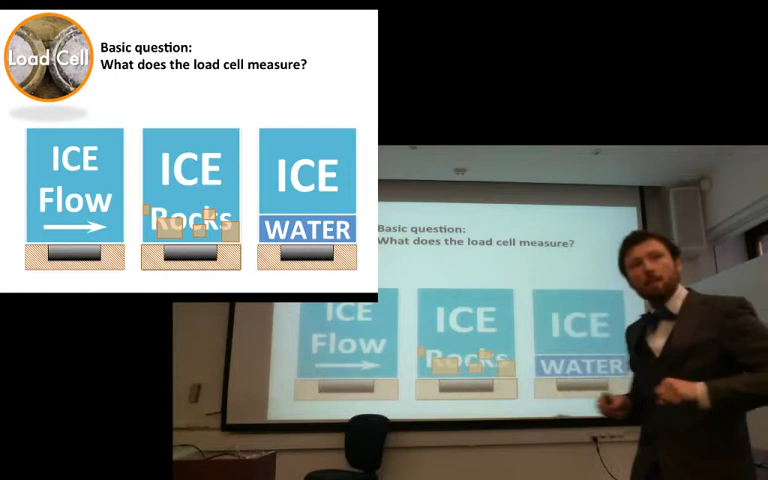 Load Cell
Basic question:
What does the load cell measure?
ICE
Flow
ICE
Rocks
ICE
WATER
Basic question:
What does the load cell measure?
ICE
Flow
ICE
Rocks
ICE
WATER